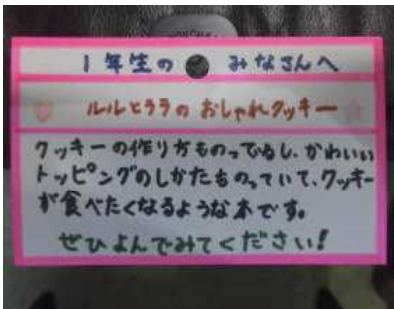 1年生の みなさんへ
ルルとララの おしゃれクッキー
クッキーの作り方ものってるし、かわいい
トッピングのしかたものっていて、クッキー
が食べたくなるような本です。
ぜひよんでみてください!